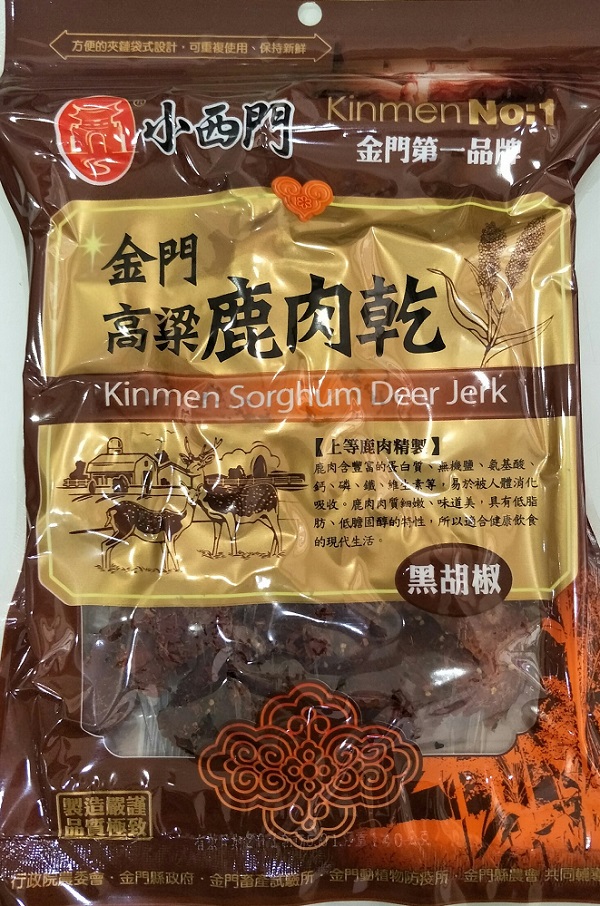 方便的夾鏈袋式設計，可重複使用、保持新鮮
小西門®
Kinmen No:1
金門第一品牌
金門
高粱鹿肉乾
Kinmen Sorghum Deer Jerk
【上等鹿肉精製】
鹿肉含豐富的蛋白質、無機鹽、氨基酸、
鈣、磷、鐵、維生素等，易於被人體消化
吸收。鹿肉肉質細嫩、味道美，具有低脂
肪、低膽固醇的特性，所以適合健康飲食
的現代生活。
黑胡椒
製造嚴謹
品質極致
行政院農委會．金門縣政府．金門畜產試驗所．金門動植物防疫所．金門縣農會 共同輔導